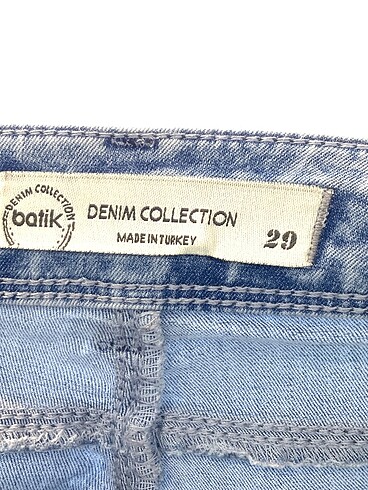 DENIM COLLECTION
batik
DENIM COLLECTION
MADE IN TURKEY
29